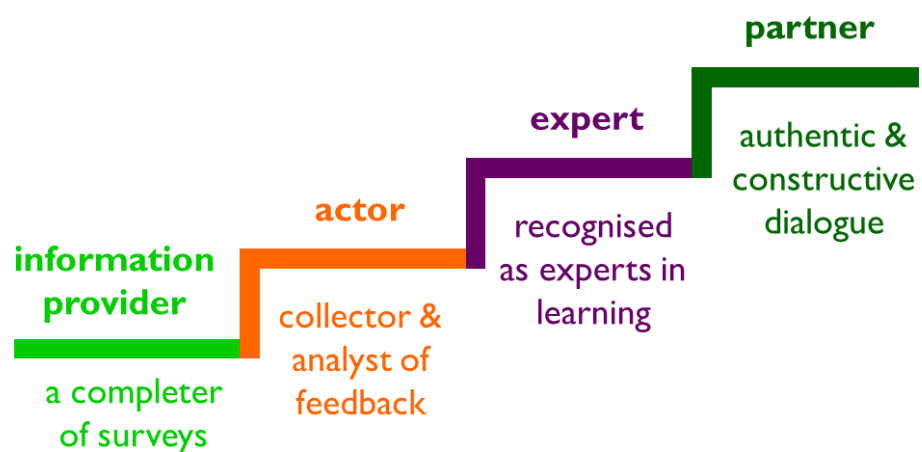 information
provider
a completer
of surveys
actor
collector &
analyst of
feedback
expert
recognised
as experts in
learning
partner
authentic &
constructive
dialogue